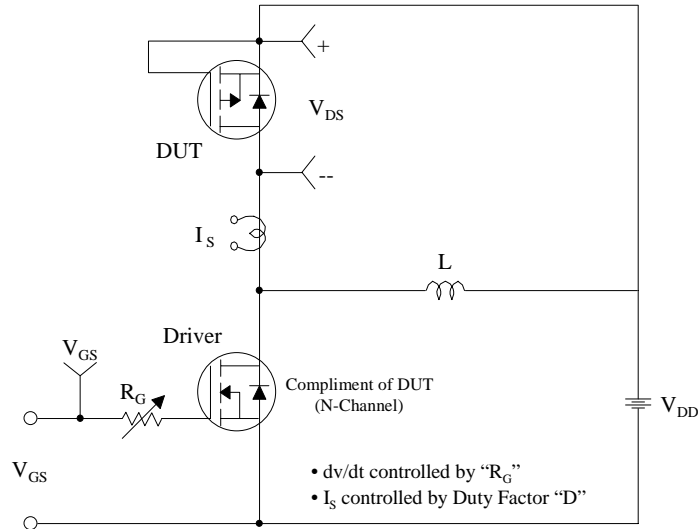 +
V_DS
DUT
--
I_S
L
Driver
V_GS
R_G
Compliment of DUT
(N-Channel)
V_DD
V_GS
• dv/dt controlled by “R_G”
• I_S controlled by Duty Factor “D”